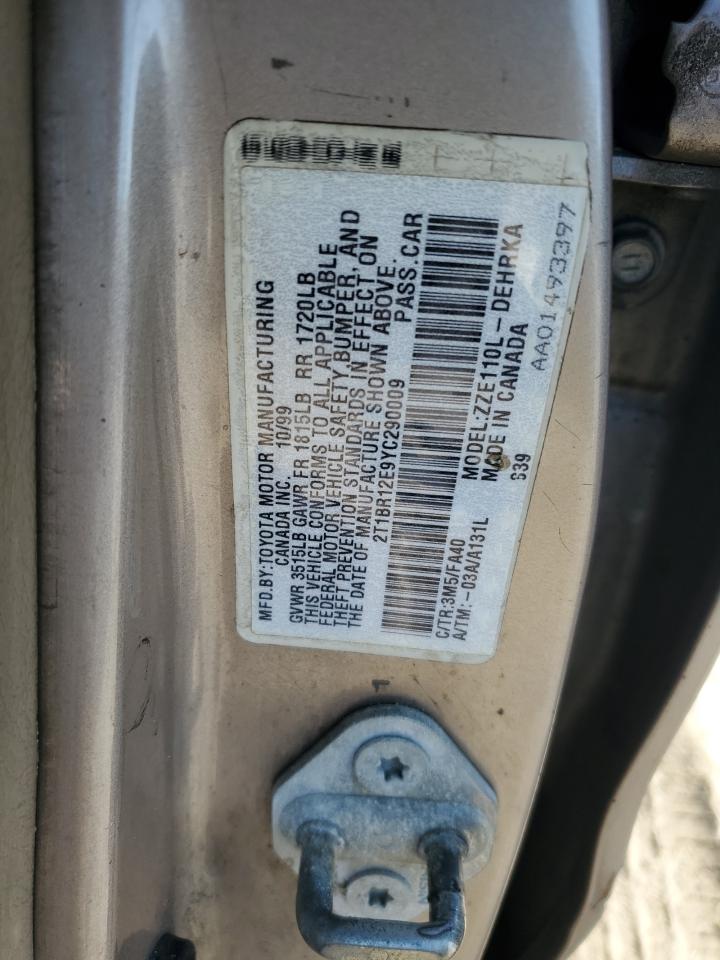 MFD.BY:TOYOTA MOTOR MANUFACTURING
CANADA INC. 10/99
GVWR 3515LB GAWR FR 1815LB RR 1720LB
THIS VEHICLE CONFORMS TO ALL APPLICABLE
FEDERAL MOTOR VEHICLE SAFETY,BUMPER, AND
THEFT PREVENTION STANDARDS IN EFFECT ON
THE DATE OF MANUFACTURE SHOWN ABOVE.
2T1BR12E9YC290009 PASS.CAR
C/TR:3M5/FA40 MODEL:ZZE110L-DEHRKA
A/TM:-03A/A131L MADE IN CANADA
639
AA01493397